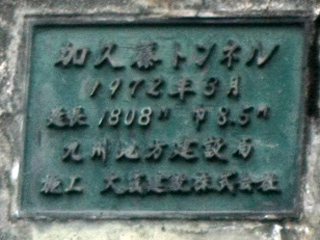 加久藤トンネル
1972年3月
延長 1808m 巾 8.5m
九州地方建設局
施工 大成建設株式会社